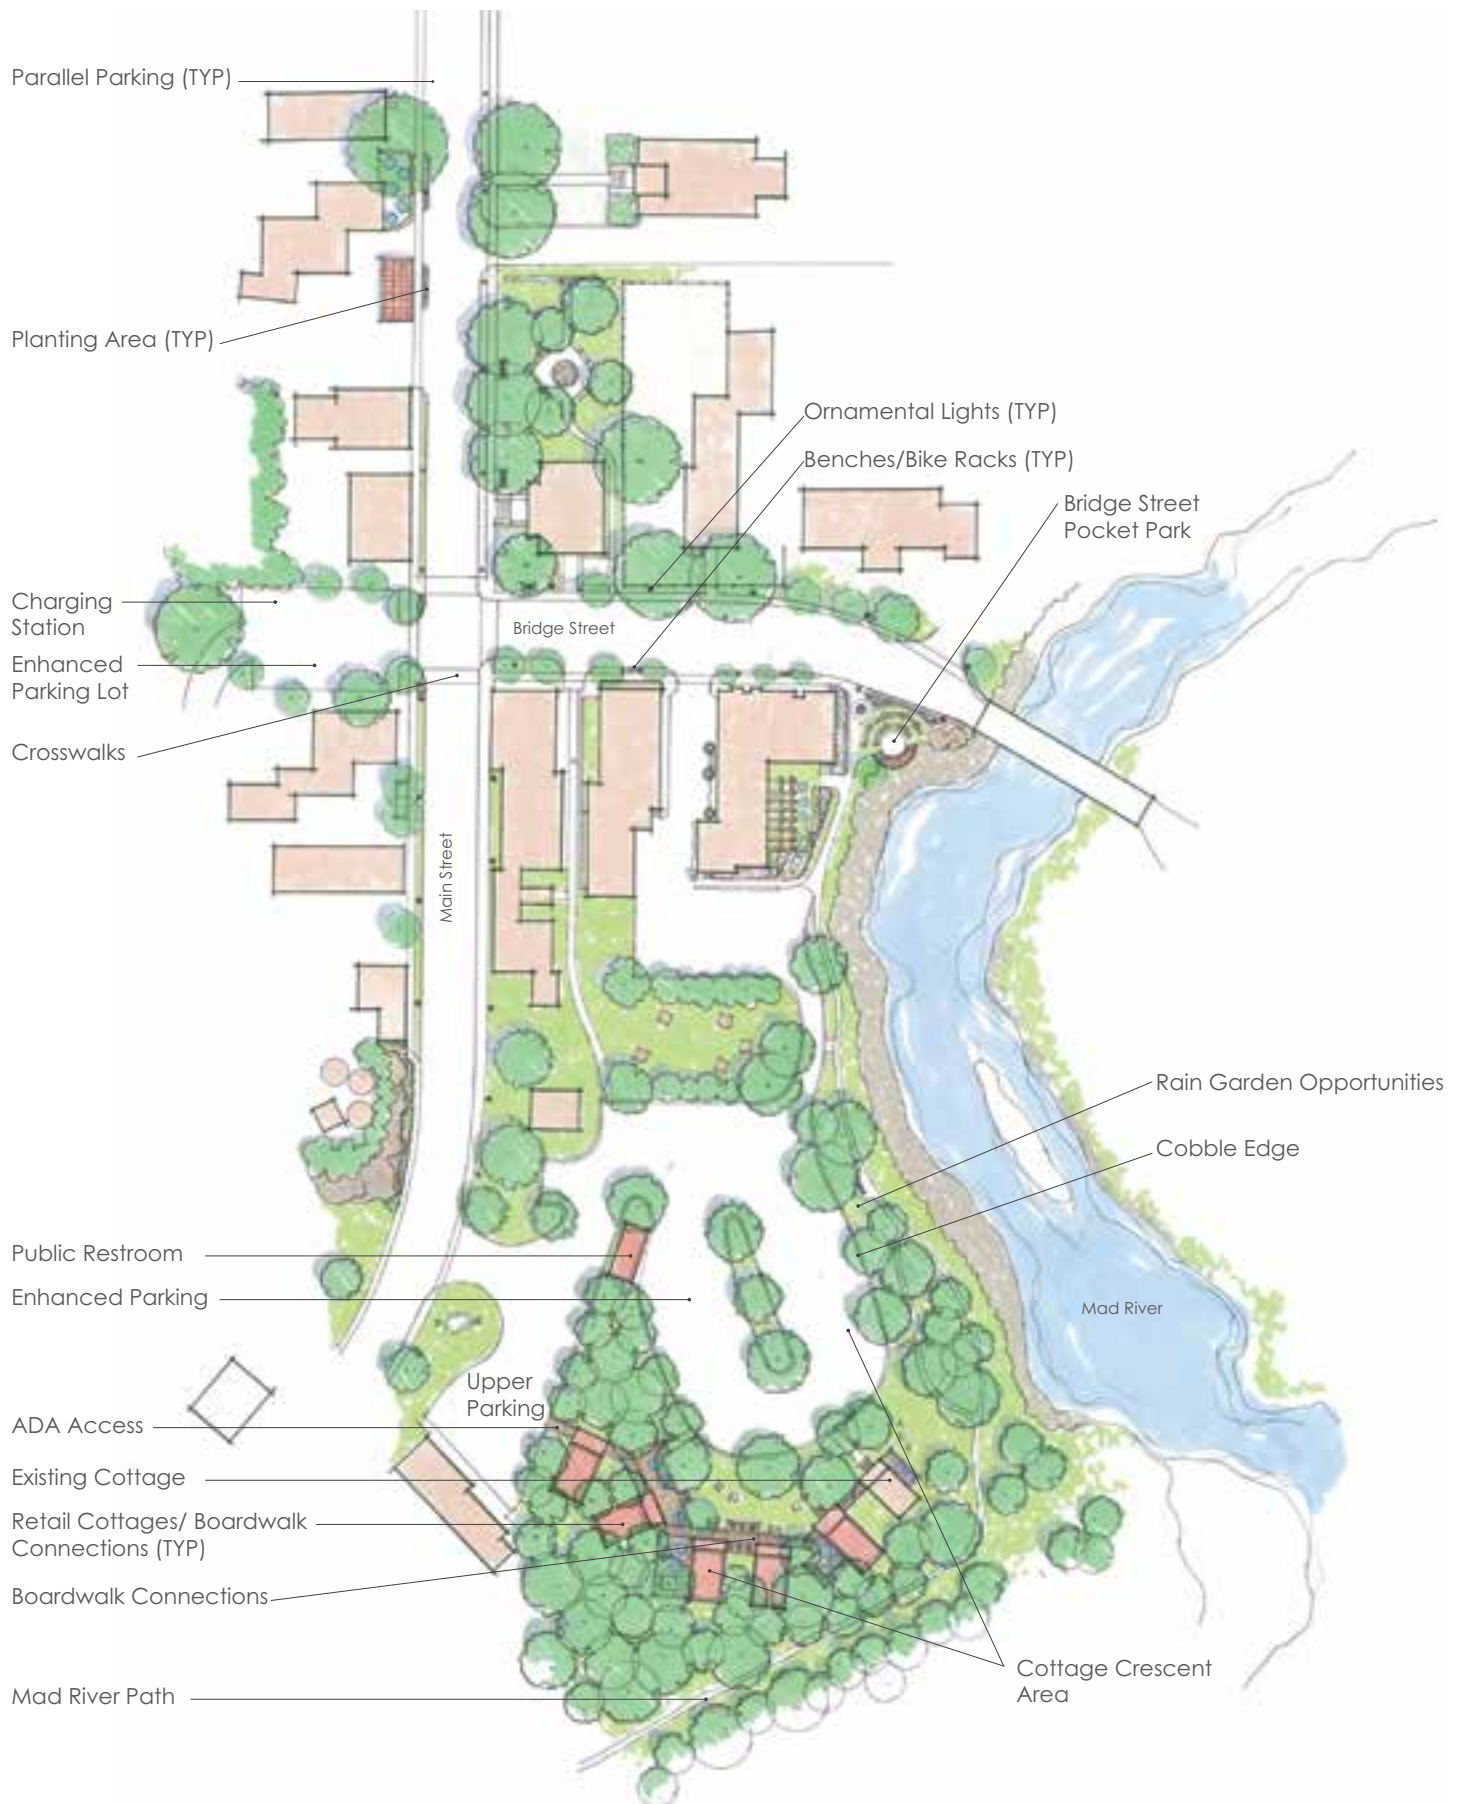 Parallel Parking (TYP)
Planting Area (TYP)
Ornamental Lights (TYP)
Benches/Bike Racks (TYP)
Bridge Street
Pocket Park
Charging
Station
Bridge Street
Enhanced
Parking Lot
Crosswalks
Main Street
Rain Garden Opportunities
Cobble Edge
Public Restroom
Enhanced Parking
Mad River
Upper
Parking
ADA Access
Existing Cottage
Retail Cottages/ Boardwalk
Connections (TYP)
Boardwalk Connections
Cottage Crescent
Area
Mad River Path